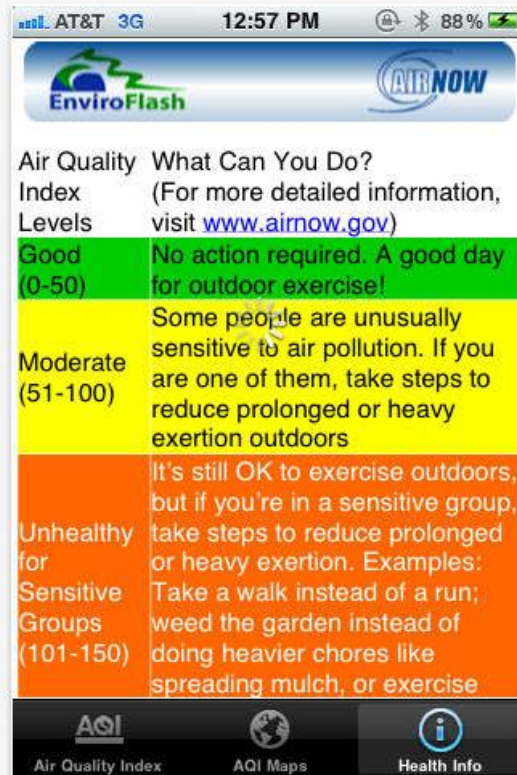 AT&T 3G 12:57 PM 88%
EnviroFlash
AIRNOW
Air Quality
Index
Levels
What Can You Do?
(For more detailed information,
visit www.airnow.gov)
Good
(0-50)
No action required. A good day
for outdoor exercise!
Moderate
(51-100)
Some people are unusually
sensitive to air pollution. If you
are one of them, take steps to
reduce prolonged or heavy
exertion outdoors
Unhealthy
for
Sensitive
Groups
(101-150)
It's still OK to exercise outdoors,
but if you're in a sensitive group,
take steps to reduce prolonged
or heavy exertion. Examples:
Take a walk instead of a run;
weed the garden instead of
doing heavier chores like
spreading mulch, or exercise
AQI
Air Quality Index
AQI Maps
Health Info